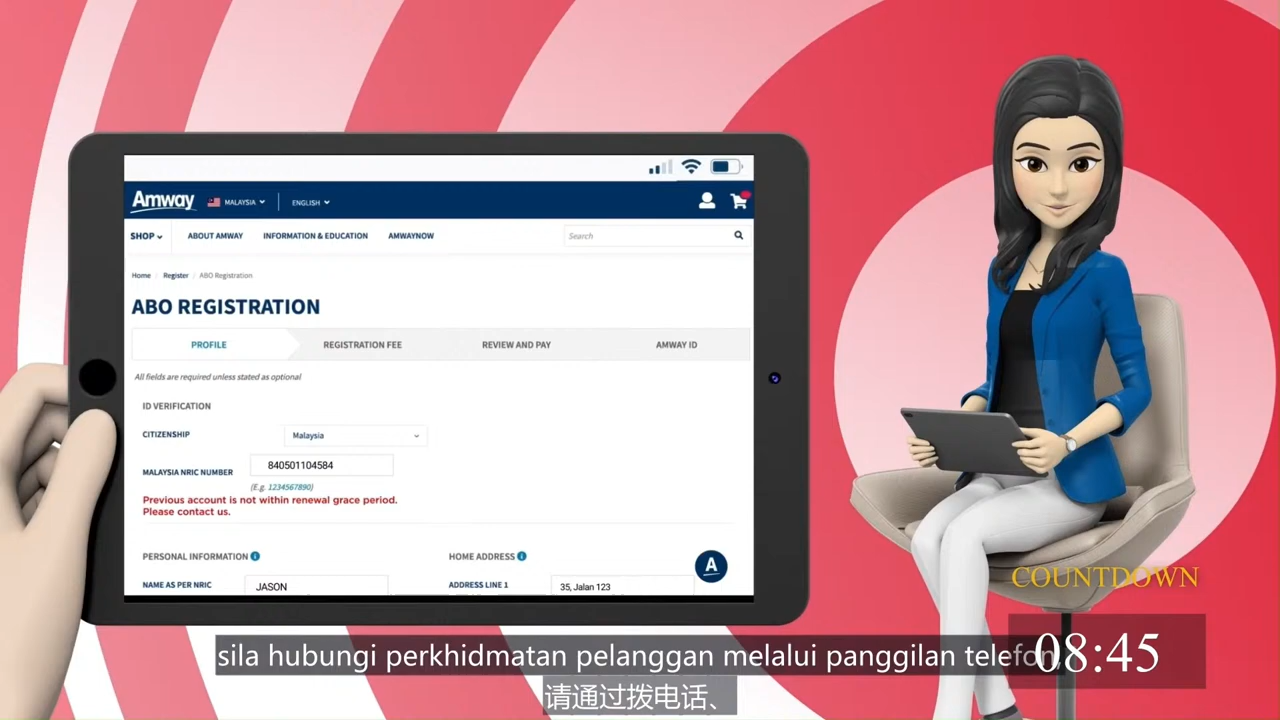 Amway
MALAYSIA
ENGLISH
SHOP
ABOUT AMWAY
INFORMATION & EDUCATION
AMWAYNOW
Search
Home / Register / ABO Registration
ABO REGISTRATION
PROFILE
REGISTRATION FEE
REVIEW AND PAY
AMWAY ID
All fields are required unless stated as optional
ID VERIFICATION
CITIZENSHIP
Malaysia
MALAYSIA NRIC NUMBER
840501104584
(E.g. 1234567890)
Previous account is not within renewal grace period.
Please contact us.
PERSONAL INFORMATION
HOME ADDRESS
NAME AS PER NRIC
JASON
ADDRESS LINE 1
35, Jalan 123
A
COUNTDOWN
08:45
sila hubungi perkhidmatan pelanggan melalui panggilan telefon,
请通过拨电话、